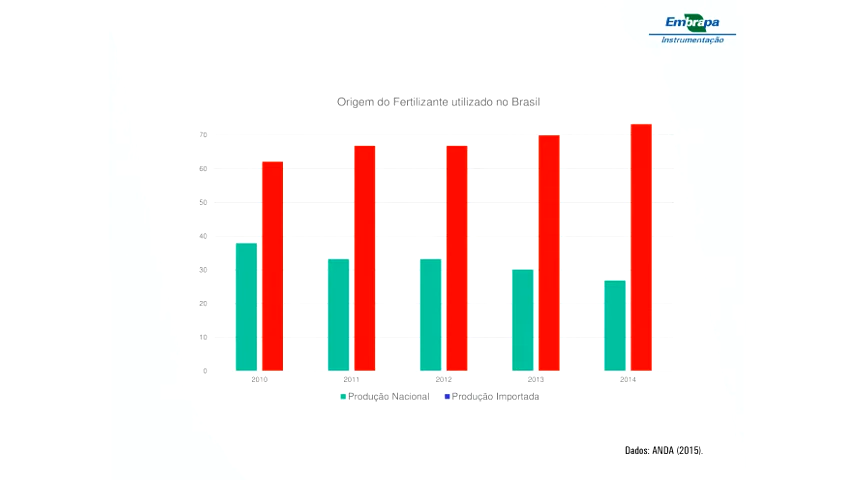 Embrapa
Instrumentação
Origem do Fertilizante utilizado no Brasil
70
60
50
40
30
20
10
0
2010 2011 2012 2013 2014
Produção Nacional Produção Importada
Dados: ANDA (2015).